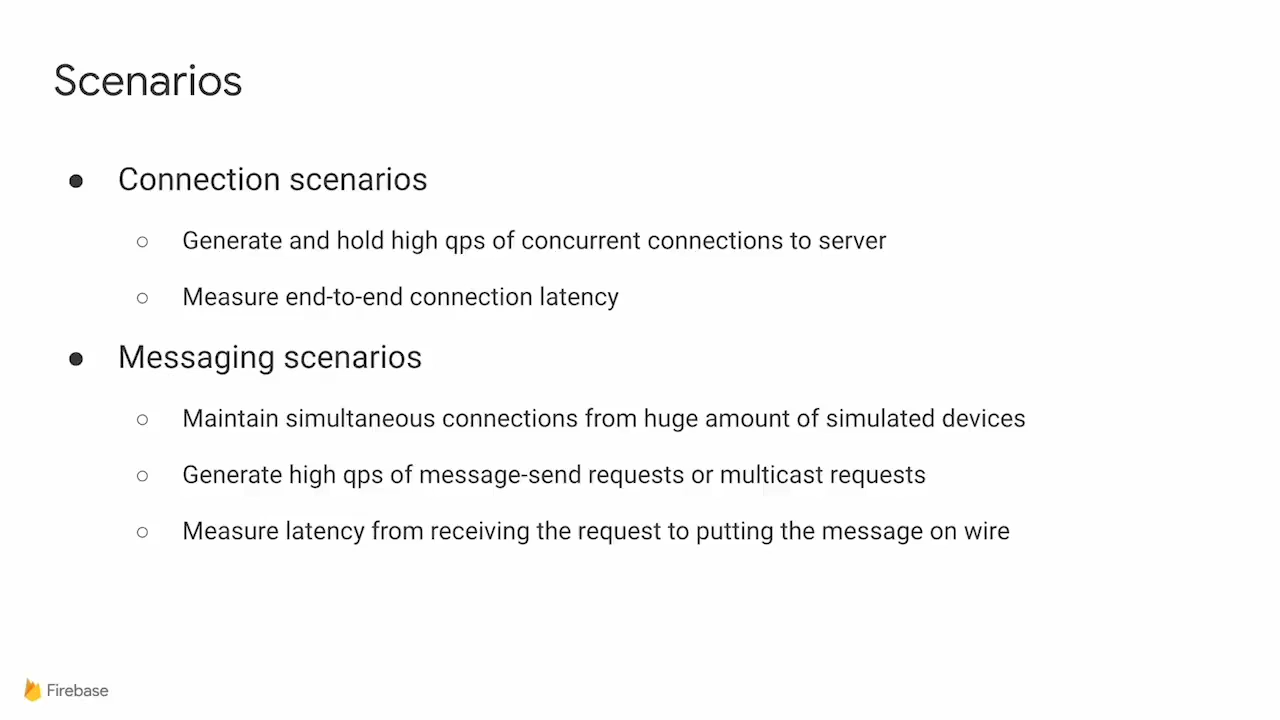 Scenarios
● Connection scenarios
○ Generate and hold high qps of concurrent connections to server
○ Measure end-to-end connection latency
● Messaging scenarios
○ Maintain simultaneous connections from huge amount of simulated devices
○ Generate high qps of message-send requests or multicast requests
○ Measure latency from receiving the request to putting the message on wire
Firebase